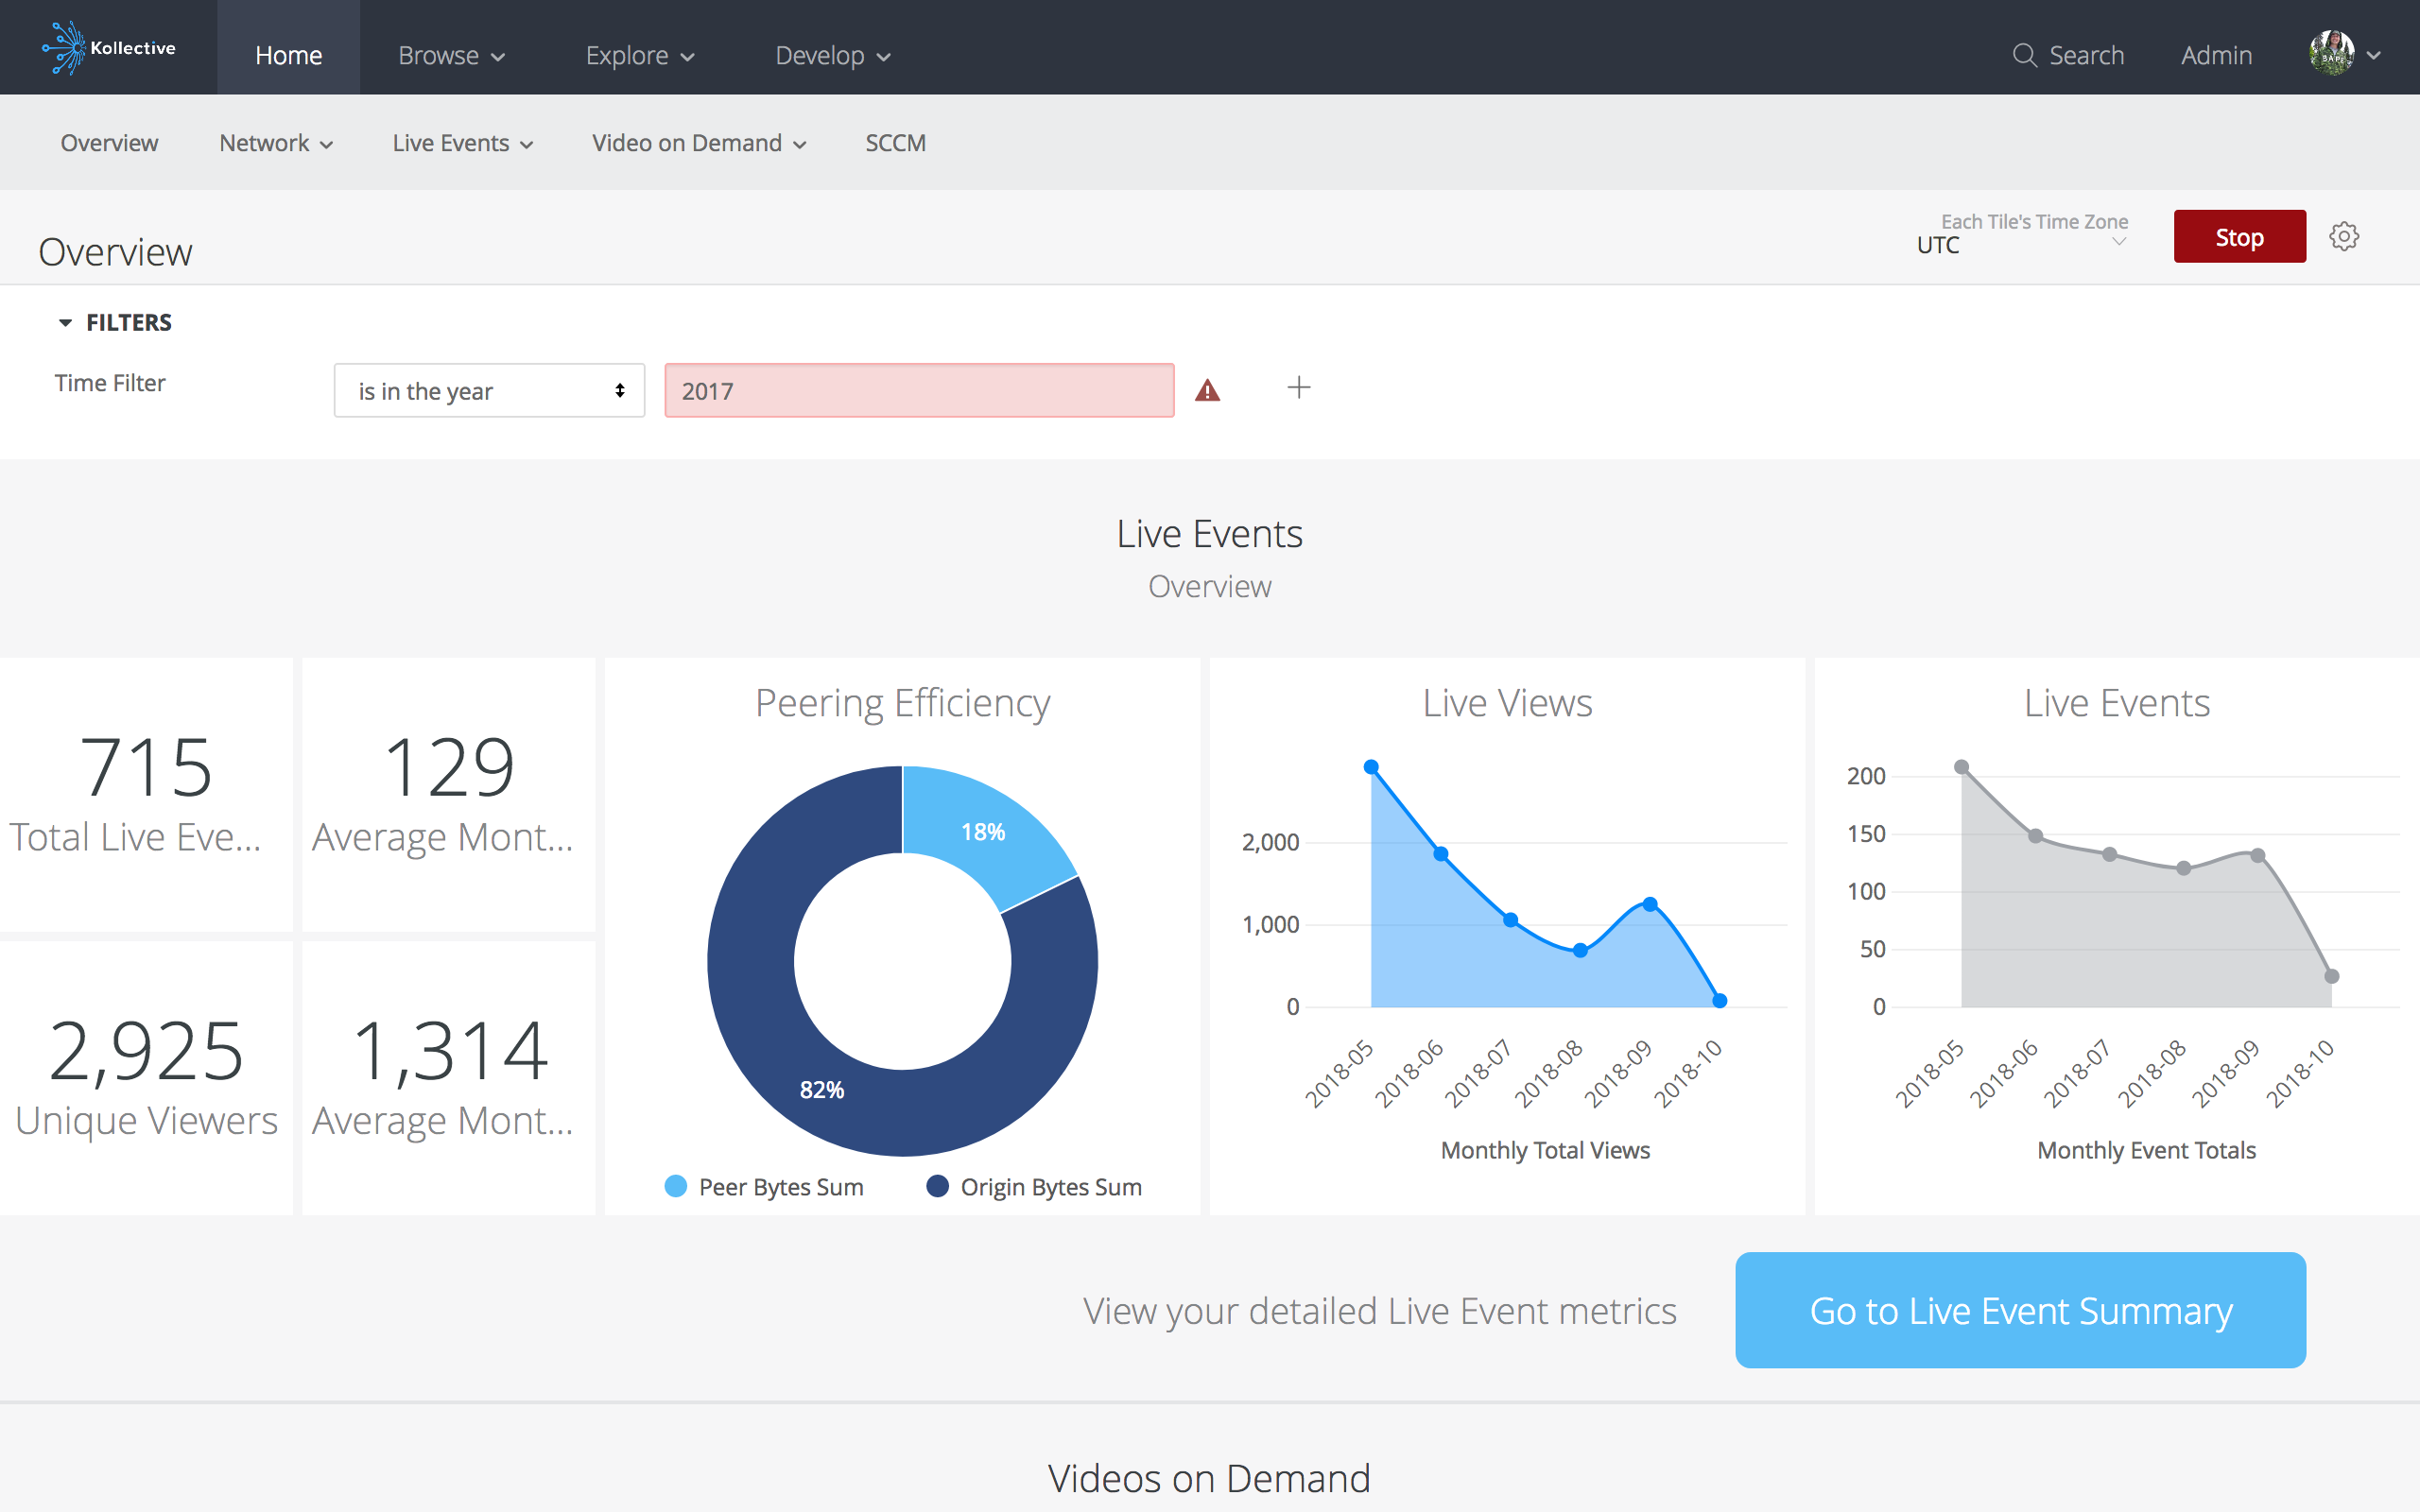 Kollective
Home
Browse
Explore
Develop
Search
Admin
Overview
Network
Live Events
Video on Demand
SCCM
Overview
Each Tile's Time Zone
UTC
Stop
FILTERS
Time Filter
is in the year
2017
Live Events
Overview
715
Total Live Eve...
129
Average Mont...
2,925
Unique Viewers
1,314
Average Mont...
Peering Efficiency
18%
82%
Peer Bytes Sum
Origin Bytes Sum
Live Views
2,000
1,000
0
2018-05
2018-06
2018-07
2018-08
2018-09
2018-10
Monthly Total Views
Live Events
200
150
100
50
0
2018-05
2018-06
2018-07
2018-08
2018-09
2018-10
Monthly Event Totals
View your detailed Live Event metrics
Go to Live Event Summary
Videos on Demand